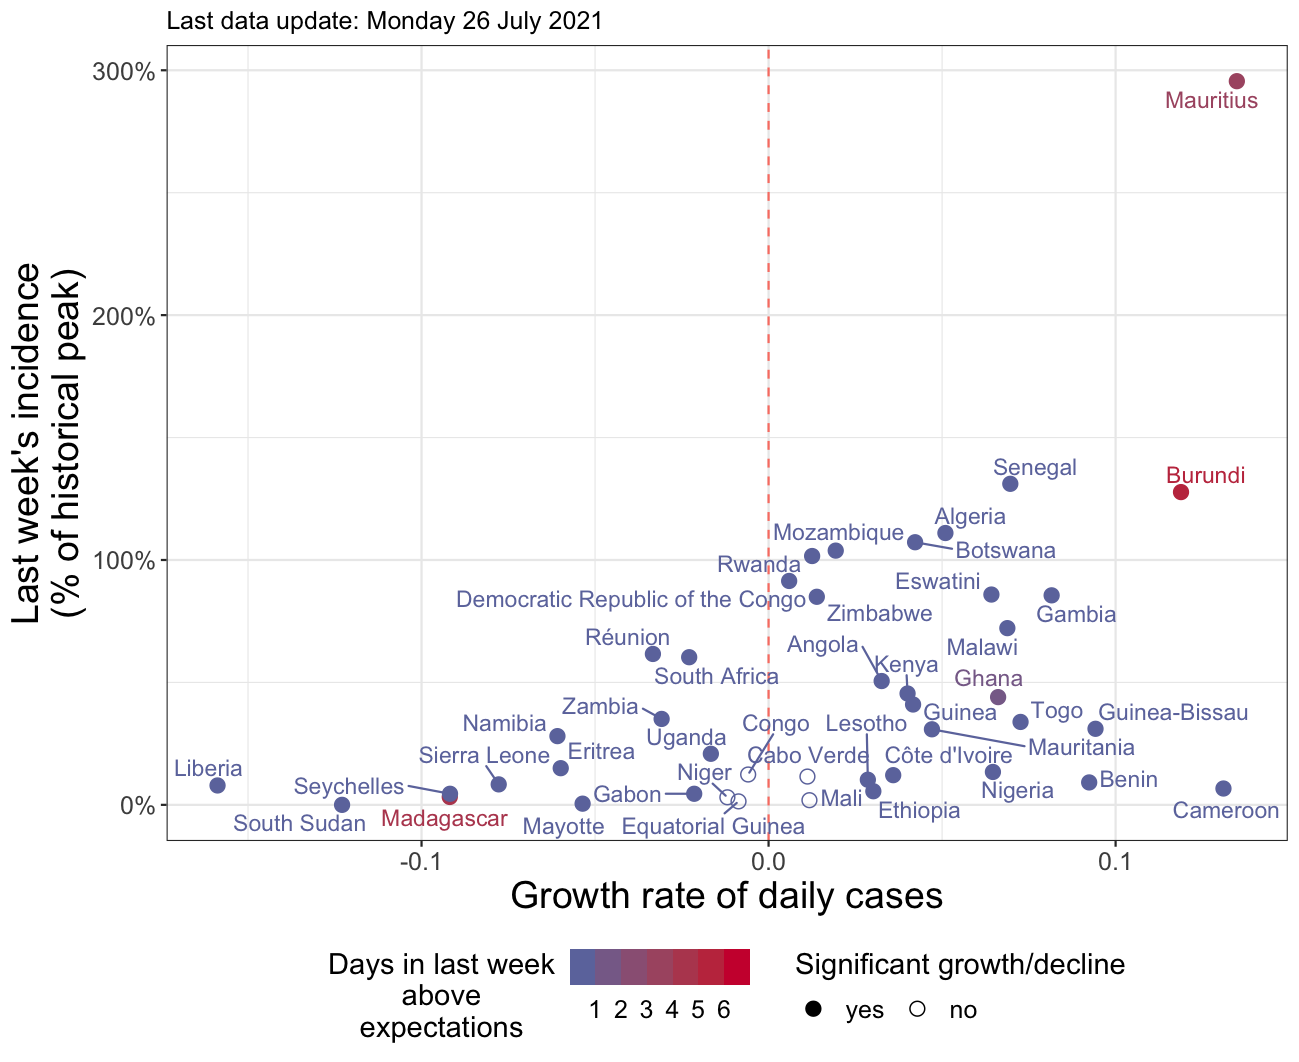 Last data update: Monday 26 July 2021
Last week's incidence
(% of historical peak)
300%
200%
100%
0%
Mauritius
Senegal
Burundi
Algeria
Mozambique
Botswana
Rwanda
Eswatini
Democratic Republic of the Congo
Zimbabwe
Gambia
Réunion
Angola
Malawi
South Africa
Kenya
Ghana
Zambia
Guinea
Togo
Guinea-Bissau
Namibia
Congo
Lesotho
Uganda
Mauritania
Sierra Leone
Eritrea
Cabo Verde
Côte d'Ivoire
Liberia
Niger
Benin
Seychelles
Gabon
Mali
Nigeria
Ethiopia
Cameroon
South Sudan
Madagascar
Mayotte
Equatorial Guinea
-0.1
0.0
0.1
Growth rate of daily cases
Days in last week
above
expectations
1 2 3 4 5 6
Significant growth/decline
yes
no